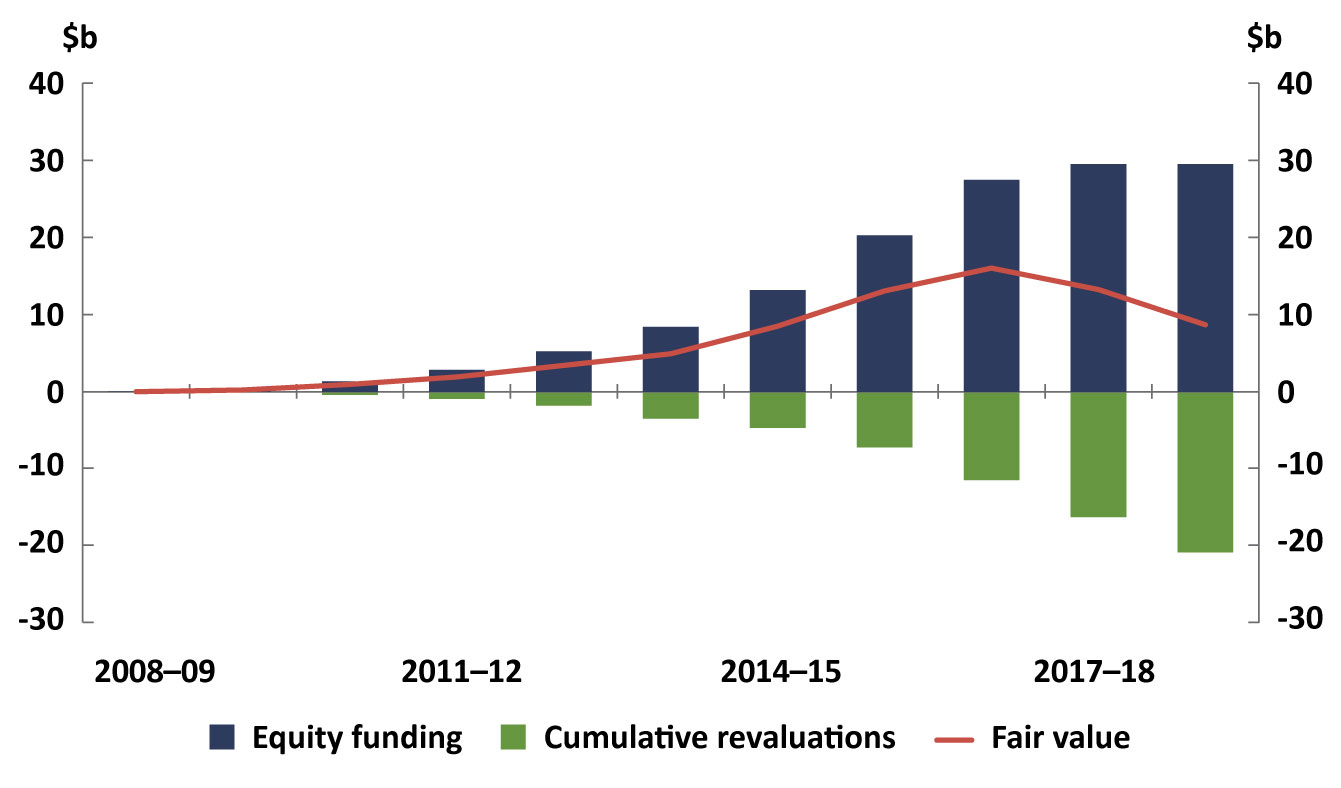 $b $b
40 40
30 30
20 20
10 10
0 0
-10 -10
-20 -20
-30 -30
2008–09 2011–12 2014–15 2017–18
Equity funding Cumulative revaluations Fair value